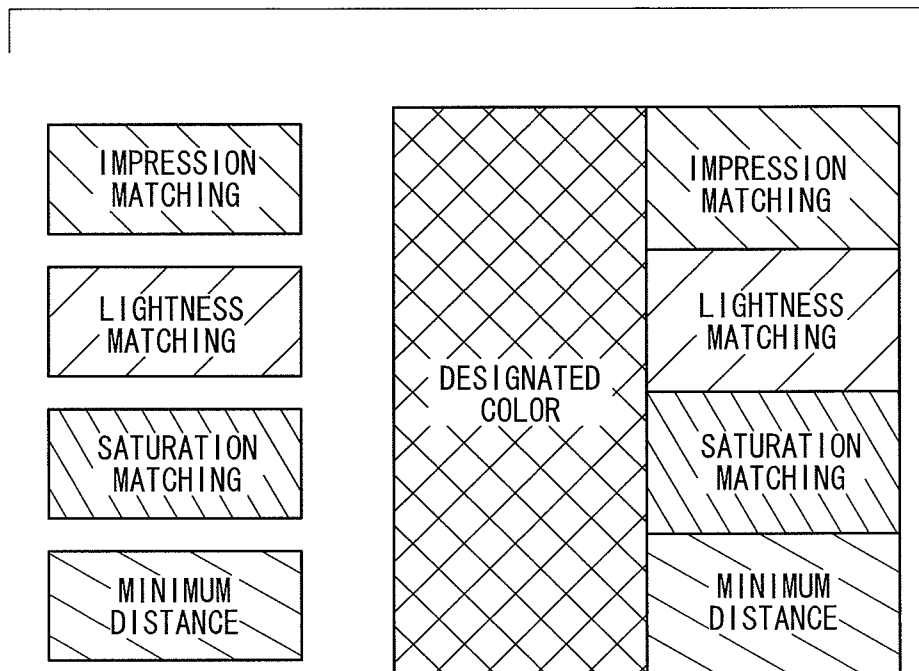 IMPRESSION
MATCHING
LIGHTNESS
MATCHING
SATURATION
MATCHING
MINIMUM
DISTANCE
DESIGNATED
COLOR
IMPRESSION
MATCHING
LIGHTNESS
MATCHING
SATURATION
MATCHING
MINIMUM
DISTANCE